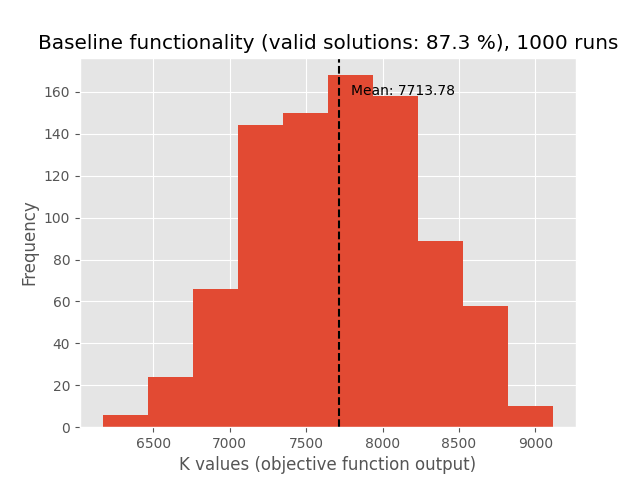 Baseline functionality (valid solutions: 87.3 %), 1000 runs
160
140
120
100
80
60
40
20
0
Frequency
Mean: 7713.78
6500 7000 7500 8000 8500 9000
K values (objective function output)